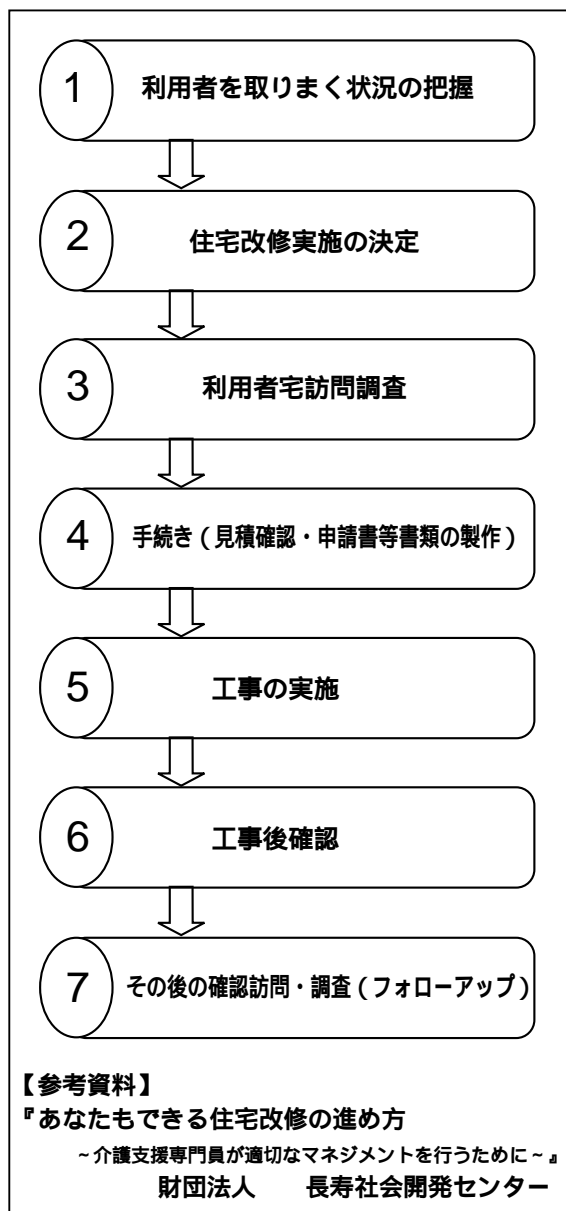 1 利用者を取りまく状況の把握
2 住宅改修実施の決定
3 利用者宅訪問調査
4 手続き（見積確認・申請書等書類の製作）
5 工事の実施
6 工事後確認
7 その後の確認訪問・調査（フォローアップ）
【参考資料】
『あなたもできる住宅改修の進め方
～介護支援専門員が適切なマネジメントを行うために～』
財団法人　　長寿社会開発センター